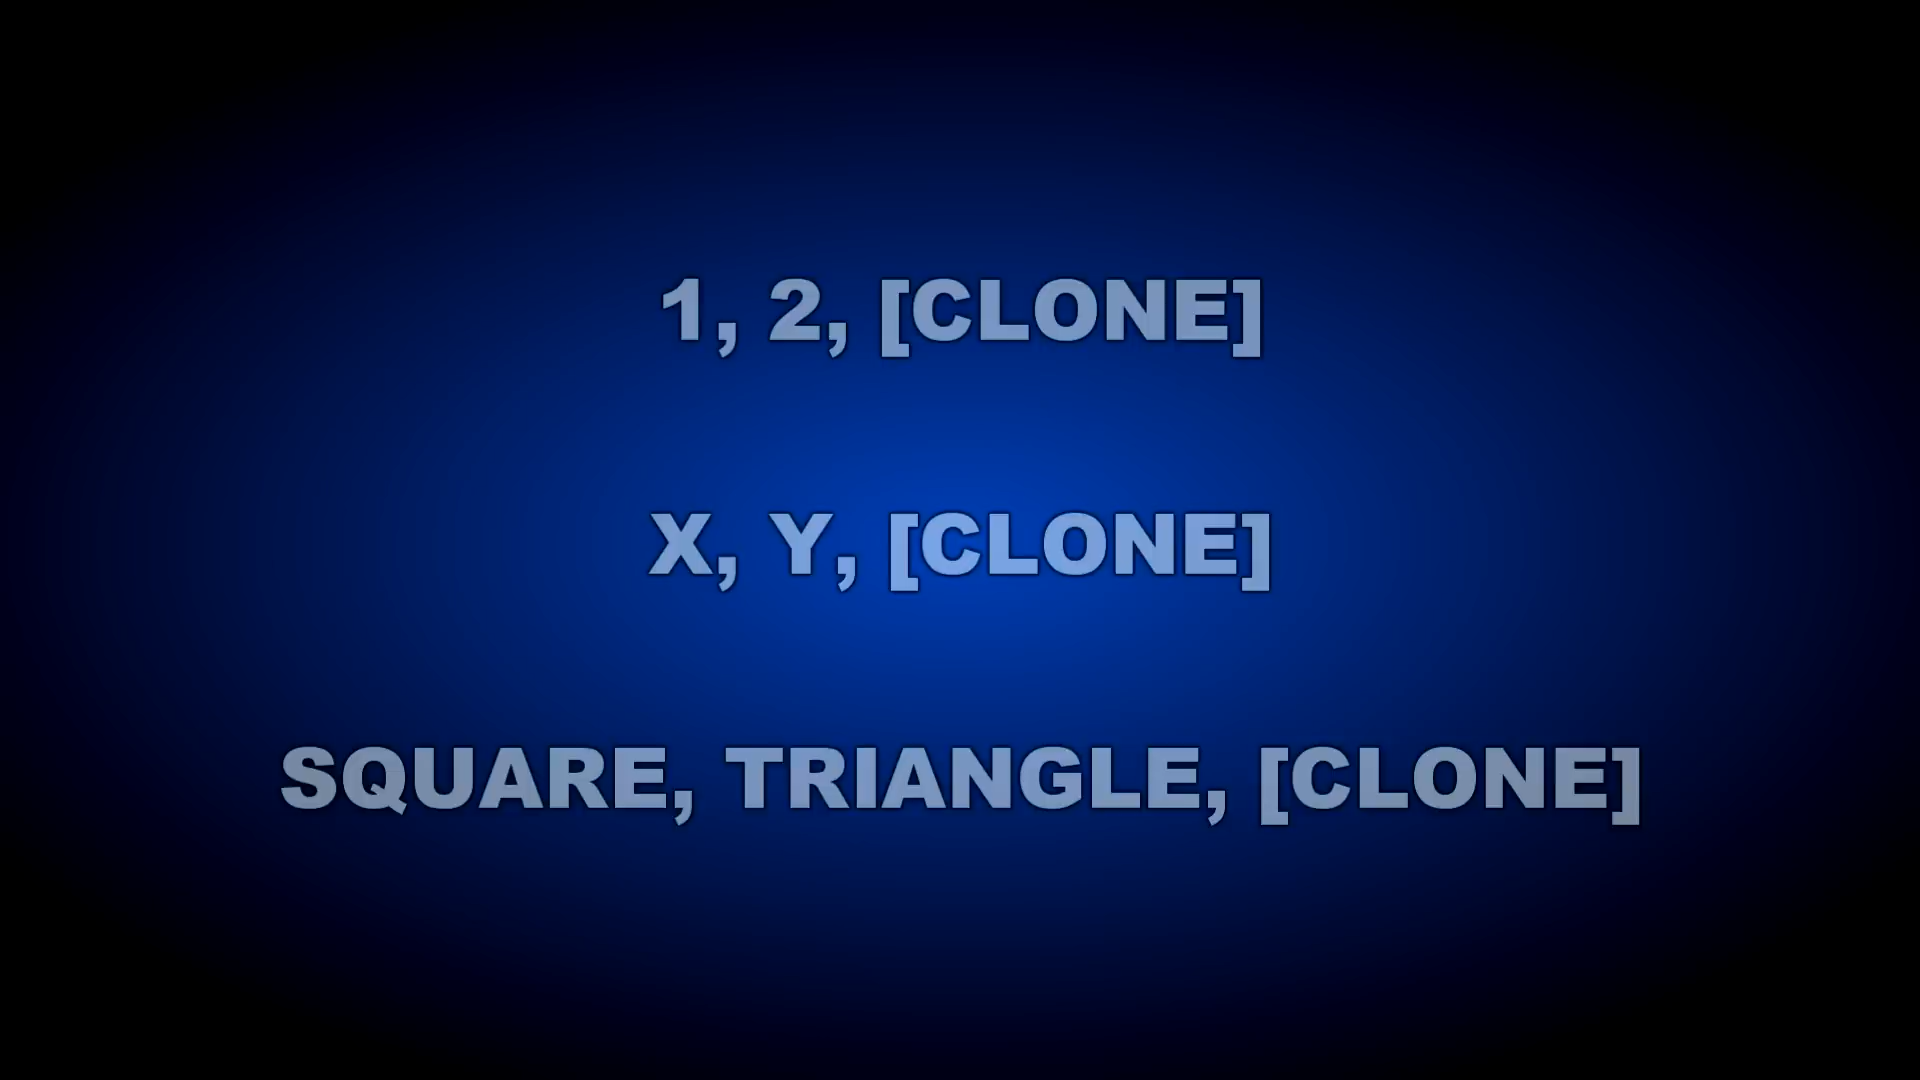 1, 2, [CLONE]
X, Y, [CLONE]
SQUARE, TRIANGLE, [CLONE]